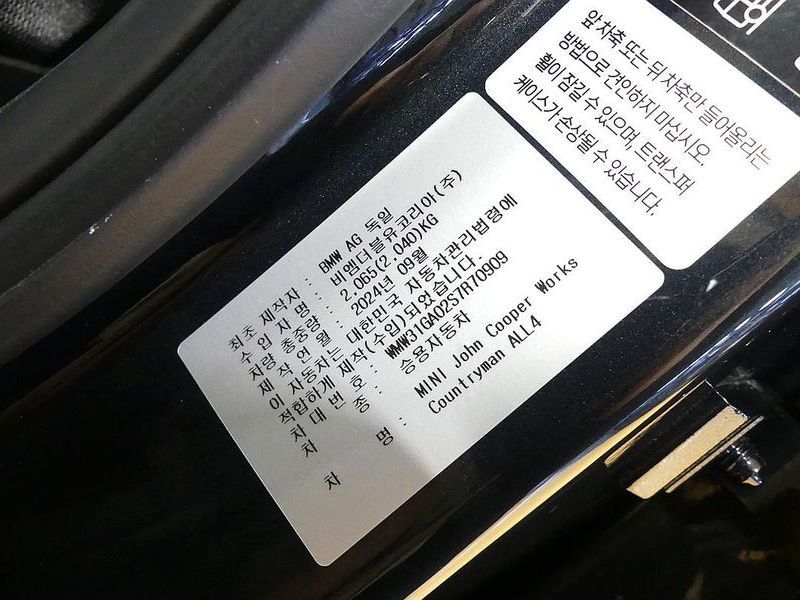 최초 제작자 : BMW AG 독일
수입자명 : 비엠더블유코리아(주)
차량 총중량 : 2,065(2,040)KG
제작연월 : 2024년 09월
이 자동차는 대한민국 자동차관리법령에
적합하게 제작(수입)되었습니다.
차대번호 : WMW31GA02S7R70909
차 종 : 승용자동차
차 명 : MINI John Cooper Works
Countryman ALL4
앞 차축 또는 뒤 차축만 들어올리는
방법으로 견인하지 마십시오.
휠이 잠길 수 있으며, 트랜스퍼
케이스가 손상될 수 있습니다.